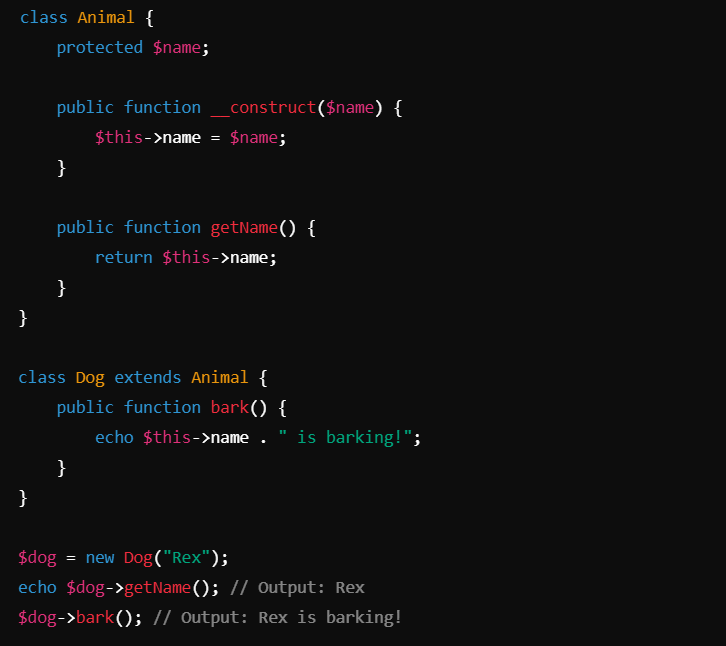 class Animal {
    protected $name;

    public function __construct($name) {
        $this->name = $name;
    }

    public function getName() {
        return $this->name;
    }
}

class Dog extends Animal {
    public function bark() {
        echo $this->name . " is barking!";
    }
}

$dog = new Dog("Rex");
echo $dog->getName(); // Output: Rex
$dog->bark(); // Output: Rex is barking!